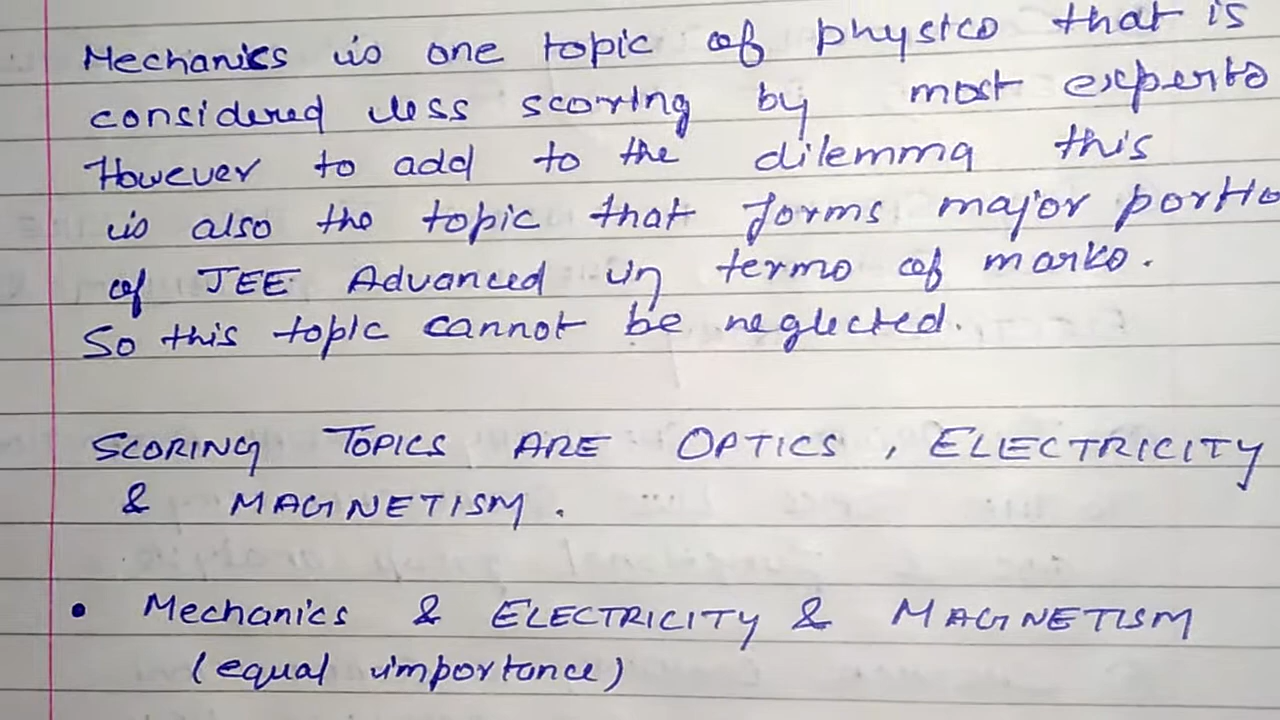 Mechanics is one topic of physics that is
considered less scoring by most experts
However to add to the dilemma this
is also the topic that forms major portio
of JEE Advanced in terms of marks.
So this topic cannot be neglected.
SCORING TOPICS ARE OPTICS, ELECTRICITY
& MAGNETISM.
• Mechanics & ELECTRICITY & MAGNETISM
(equal importance)